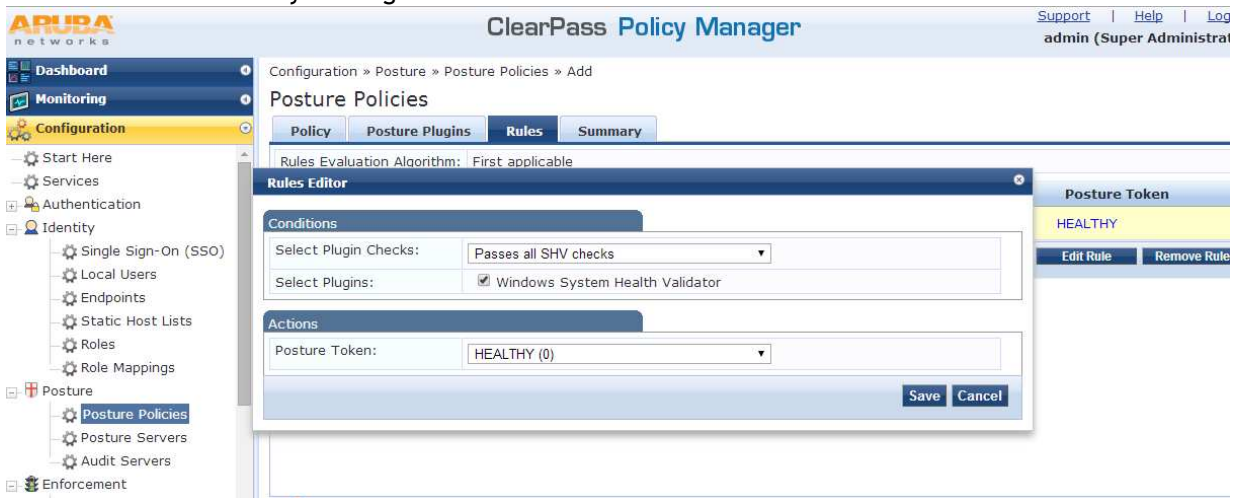 ARUBA
networks
ClearPass Policy Manager
Support | Help | Log
admin (Super Administrat
Dashboard
Monitoring
Configuration
Start Here
Services
Authentication
Identity
Single Sign-On (SSO)
Local Users
Endpoints
Static Host Lists
Roles
Role Mappings
Posture
Posture Policies
Posture Servers
Audit Servers
Enforcement
Configuration » Posture » Posture Policies » Add
Posture Policies
Policy Posture Plugins Rules Summary
Rules Evaluation Algorithm: First applicable
Rules Editor
Conditions
Select Plugin Checks: Passes all SHV checks
Select Plugins: Windows System Health Validator
Actions
Posture Token: HEALTHY (0)
Save Cancel
Posture Token
HEALTHY
Edit Rule Remove Rule